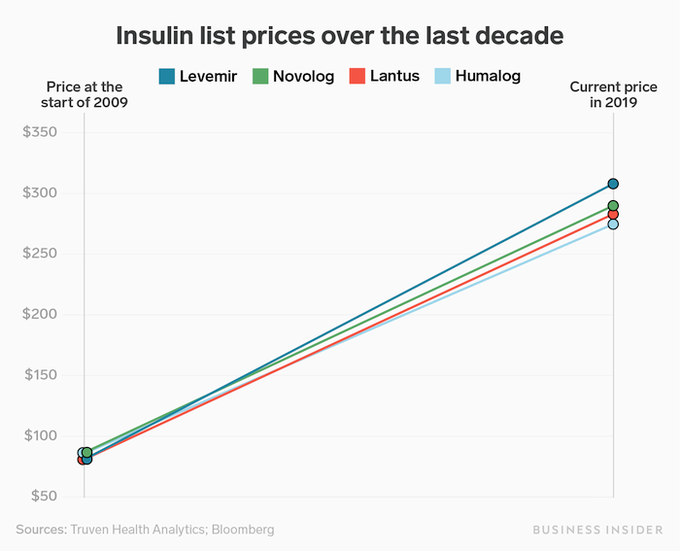 Insulin list prices over the last decade
Levemir Novolog Lantus Humalog
Price at the
start of 2009
Current price
in 2019
$350
$300
$250
$200
$150
$100
$50
Sources: Truven Health Analytics; Bloomberg
BUSINESS INSIDER